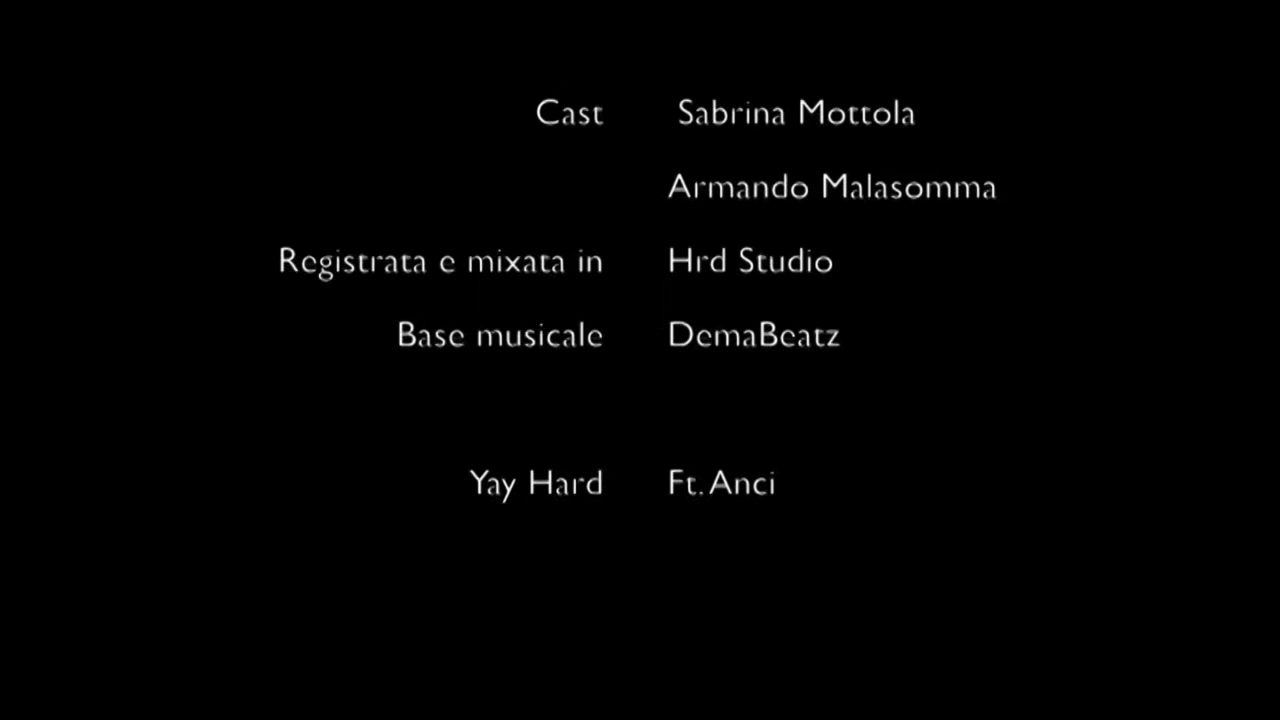 Cast Sabrina Mottola
Armando Malasomma
Registrata e mixata in Hrd Studio
Base musicale DemaBeatz
Yay Hard Ft. Anci